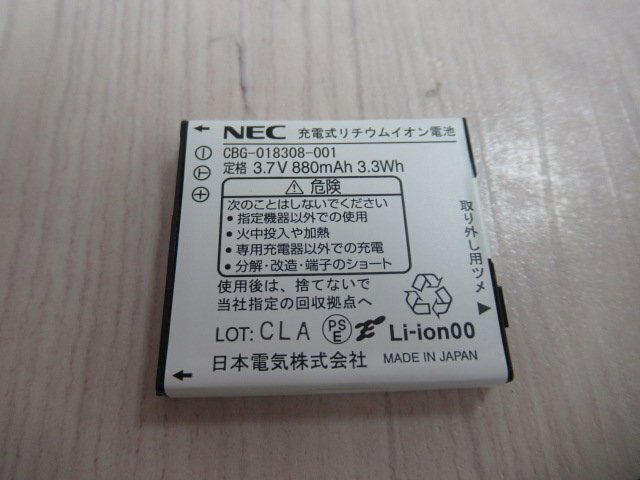 NEC 充電式リチウムイオン電池
CBG-018308-001
定格 3.7V 880mAh 3.3Wh
危険
次のことはしないでください
・指定機器以外での使用
・火中投入や加熱
・専用充電器以外での充電
・分解・改造・端子のショート
取り外し用ツメ
使用後は、捨てないで
当社指定の回収拠点へ
LOT: CLA PSE Li-ion00
日本電気株式会社 MADE IN JAPAN